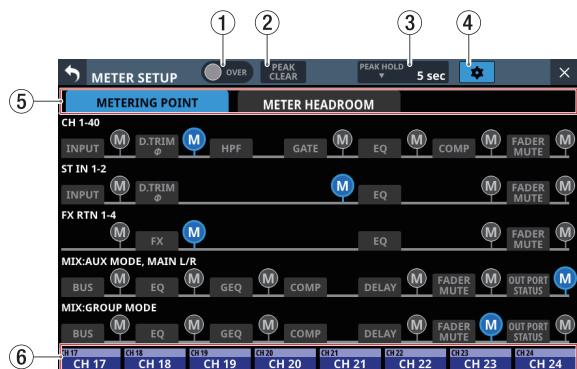 1 2 3 4
METER SETUP OVER PEAK CLEAR PEAK HOLD ▼ 5 sec ×
5 METERING POINT METER HEADROOM
CH 1-40
INPUT M D.TRIM Ø M HPF GATE M EQ M COMP M FADER MUTE M
ST IN 1-2
INPUT M D.TRIM Ø M EQ M FADER MUTE M
FX RTN 1-4
M FX M EQ M FADER MUTE M
MIX:AUX MODE, MAIN L/R
BUS M EQ M GEQ M COMP DELAY M FADER MUTE M OUT PORT STATUS M
MIX:GROUP MODE
BUS M EQ M GEQ M COMP DELAY M FADER MUTE M OUT PORT STATUS M
6 CH 17 CH 18 CH 19 CH 20 CH 21 CH 22 CH 23 CH 24
CH 17 CH 18 CH 19 CH 20 CH 21 CH 22 CH 23 CH 24